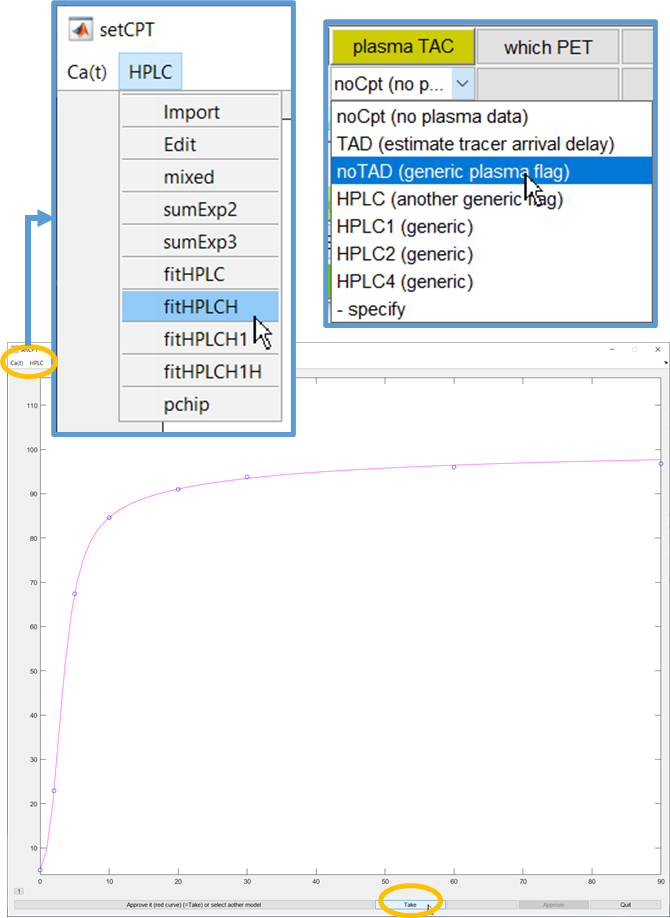 setCPT
Ca(t) HPLC
Import
Edit
mixed
sumExp2
sumExp3
fitHPLC
fitHPLCH
fitHPLCH1
fitHPLCH1H
pchip
plasma TAC which PET
noCpt (no p...
noCpt (no plasma data)
TAD (estimate tracer arrival delay)
noTAD (generic plasma flag)
HPLC (another generic flag)
HPLC1 (generic)
HPLC2 (generic)
HPLC4 (generic)
- specify
setCPT
Ca(t) HPLC
110
100
90
80
70
60
50
40
30
20
10
0 10 20 30 40 50 60 70 80 90
1
Approve it (red curve) (=Take) or select aother model Take Approve Quit